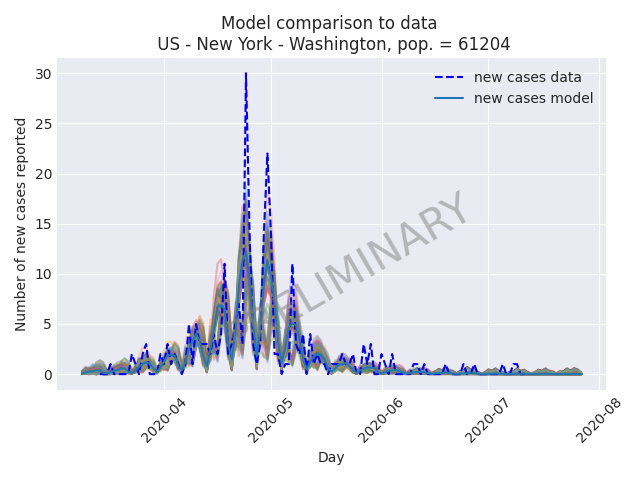 Model comparison to data
US - New York - Washington, pop. = 61204
new cases data
new cases model
PRELIMINARY
Number of new cases reported
30
25
20
15
10
5
0
2020-04
2020-05
2020-06
2020-07
2020-08
Day